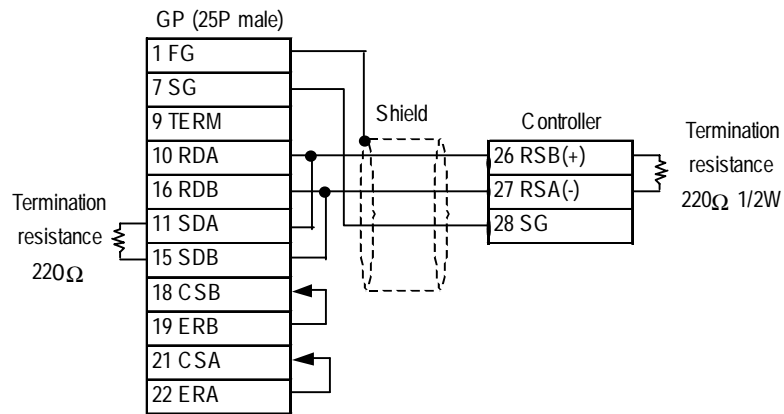 GP (25P male)
1 FG
7 SG
9 TERM
10 RDA
16 RDB
11 SDA
15 SDB
18 CSB
19 ERB
21 CSA
22 ERA
Termination
resistance
220Ω
Shield
Controller
26 RSB(+)
27 RSA(-)
28 SG
Termination
resistance
220Ω 1/2W